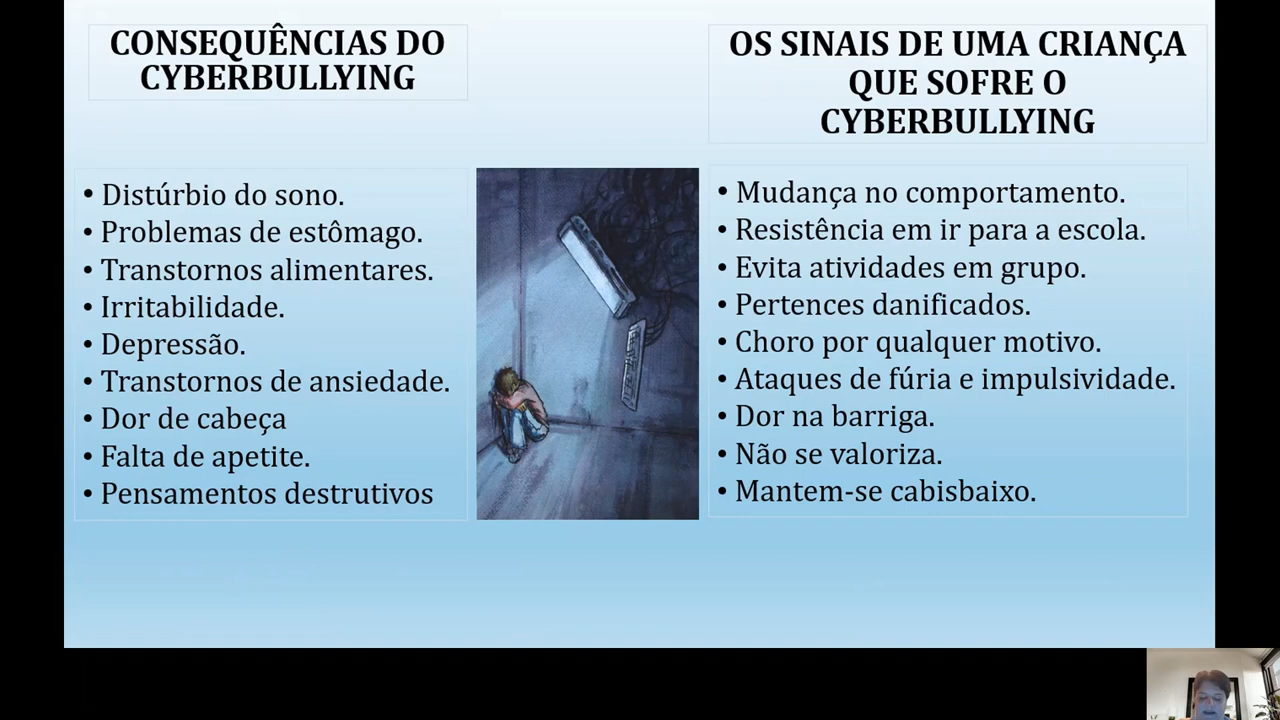 CONSEQUÊNCIAS DO
CYBERBULLYING
• Distúrbio do sono.
• Problemas de estômago.
• Transtornos alimentares.
• Irritabilidade.
• Depressão.
• Transtornos de ansiedade.
• Dor de cabeça
• Falta de apetite.
• Pensamentos destrutivos
OS SINAIS DE UMA CRIANÇA
QUE SOFRE O
CYBERBULLYING
• Mudança no comportamento.
• Resistência em ir para a escola.
• Evita atividades em grupo.
• Pertences danificados.
• Choro por qualquer motivo.
• Ataques de fúria e impulsividade.
• Dor na barriga.
• Não se valoriza.
• Mantem-se cabisbaixo.